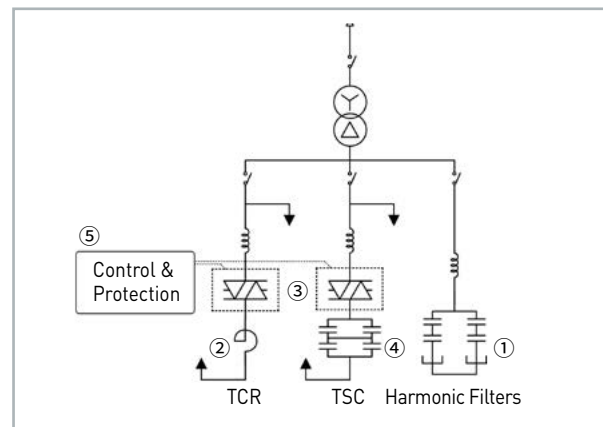 ⑤
Control &
Protection
③
②
④
①
TCR
TSC
Harmonic Filters